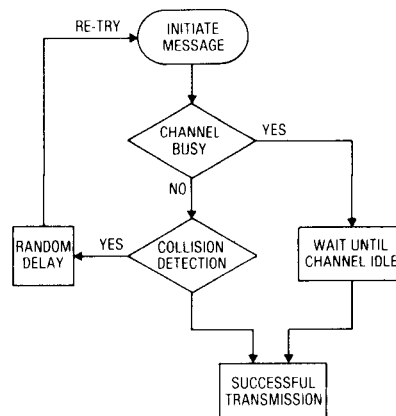 RE-TRY
INITIATE
MESSAGE
CHANNEL
BUSY
YES
NO
RANDOM
DELAY
YES
COLLISION
DETECTION
WAIT UNTIL
CHANNEL IDLE
SUCCESSFUL
TRANSMISSION